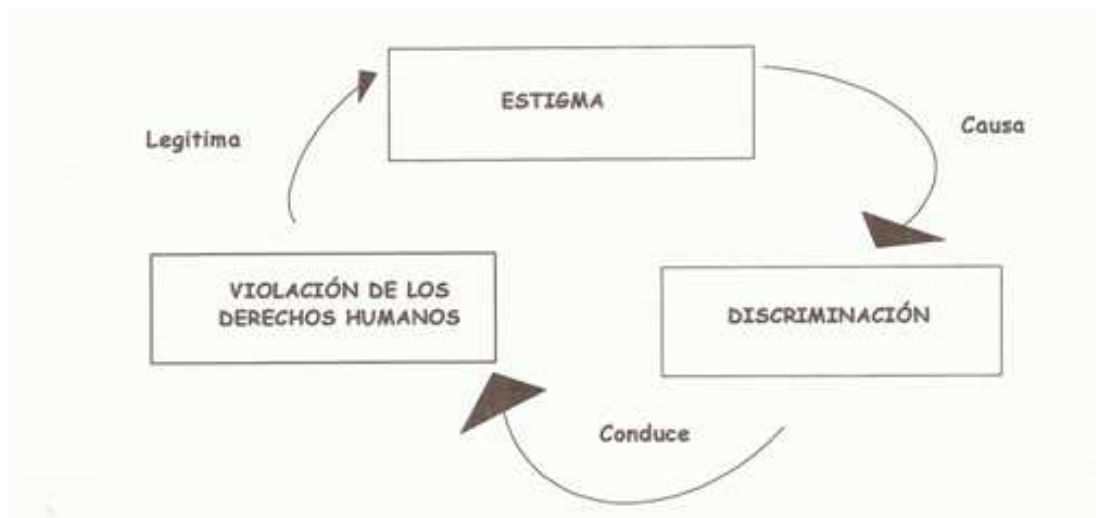 ESTIGMA
Legitima
Causa
VIOLACIÓN DE LOS
DERECHOS HUMANOS
DISCRIMINACIÓN
Conduce